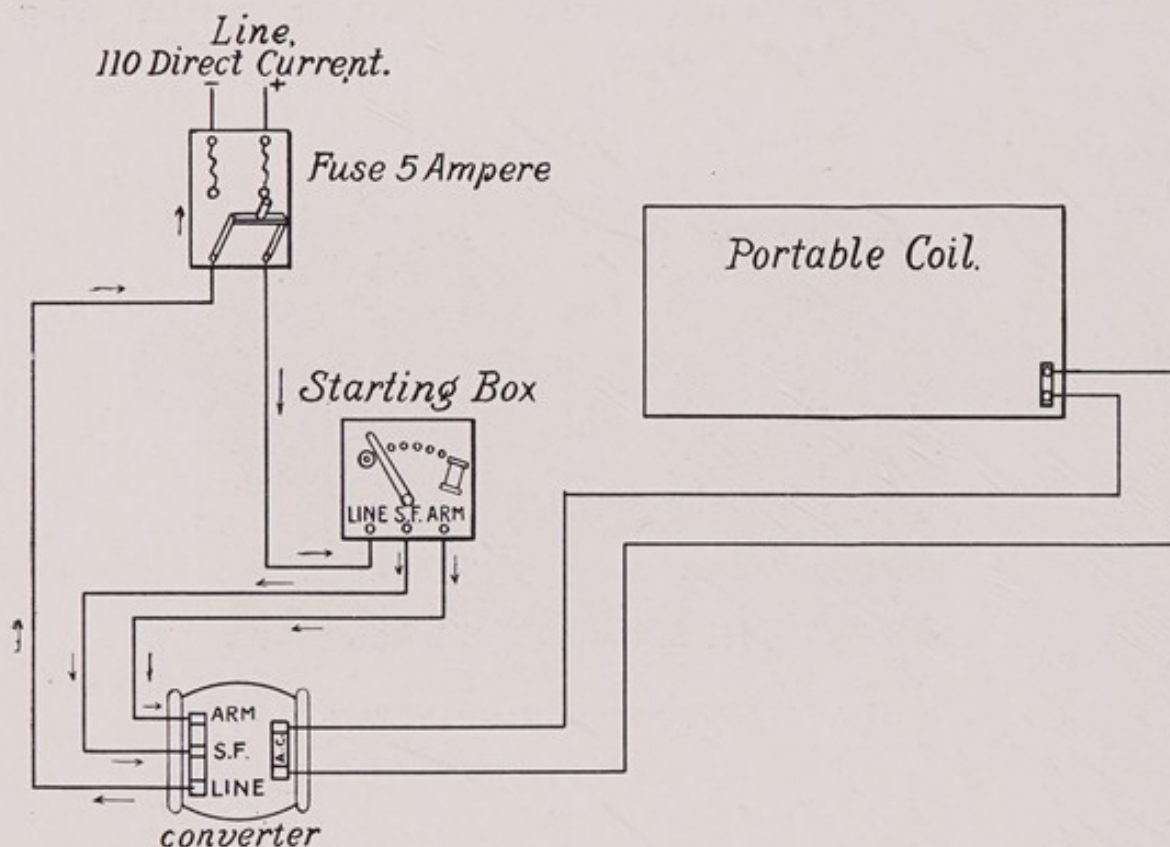 Line,
110 Direct Current.
- +
Fuse 5 Ampere
Portable Coil.
Starting Box
LINE S.F. ARM
ARM
S.F.
A.C.
LINE
converter